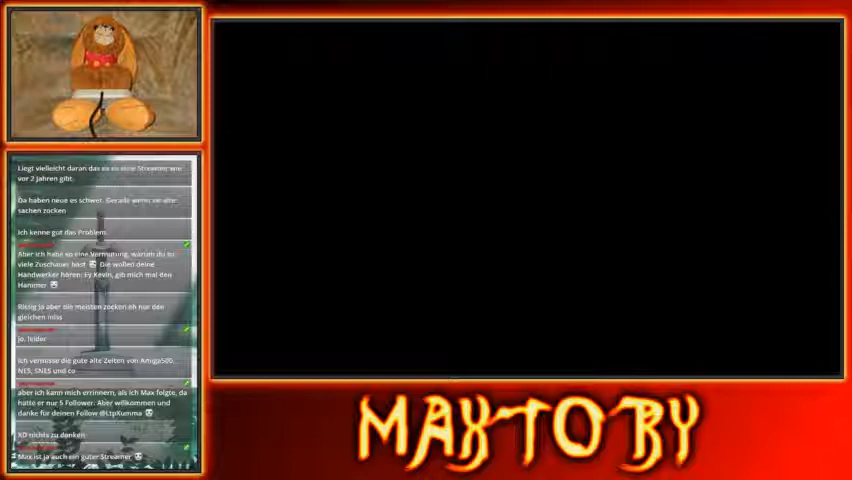 Liegt vielleicht daran das es so eine Streamer wie
vor 2 Jahren gibt.
Da haben neue es schwer. Gerade wenn sie alte
sachen zocken
Ich kenne gut das Problem.
Aber ich habe so eine Vermutung, warum du so
viele Zuschauer hast Die wollen deine
Handwerker hören: Ey Kevin, gib mich mal den
Hammer
Riesig ja aber die meisten zocken eh nur den
gleichen miss
jo, leider
Ich vermisse die gute alte Zeiten von Amiga500,
NES, SNES und co
aber ich kann mich errinnern, als ich Max folgte, da
hatte er nur 5 Follower. Aber willkommen und
danke für deinen Follow @LtpKumma
XD nichts zu danken
Max ist ja auch ein guter Streamer
MAXTOBY